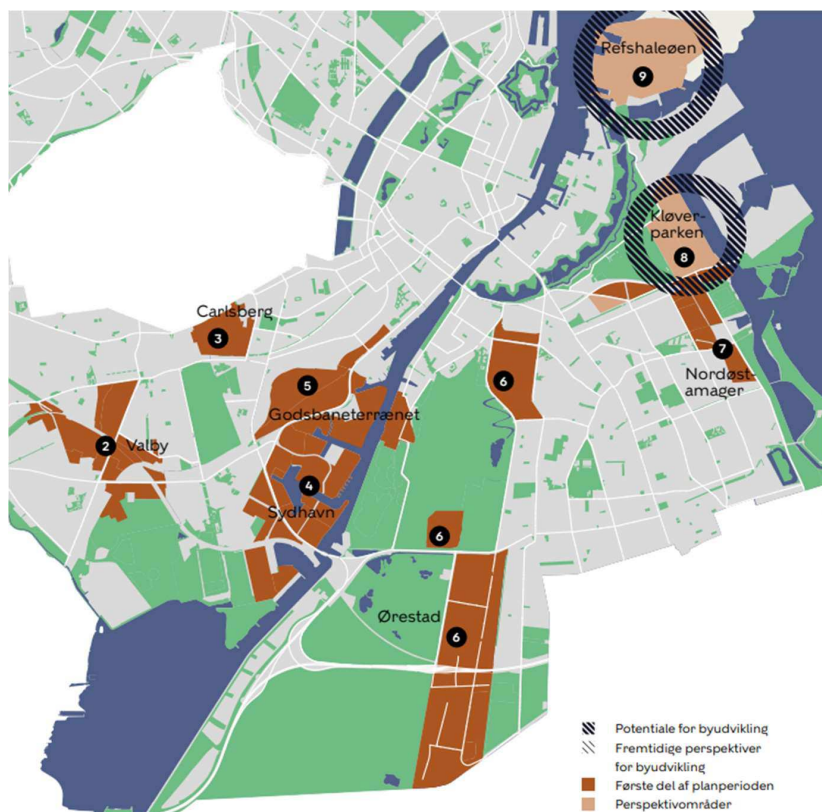 Refshaleøen
9
Kløver-
parken
8
Carlsberg
3
7
Nordøst-
amager
5
6
Godsbaneterrænet
2
Valby
4
Sydhavn
6
Ørestad
6
Potentiale for byudvikling
Fremtidige perspektiver
for byudvikling
Første del af planperioden
Perspektivområder